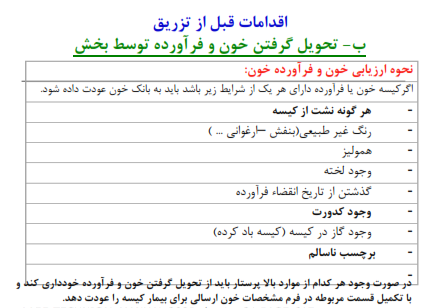 اقدامات قبل از تزریق
ب- تحویل گرفتن خون و فرآورده توسط بخش
نحوه ارزیابی خون و فرآورده خون:
اگرکیسه خون یا فرآورده دارای هر یک از شرایط زیر باشد باید به بانک خون عودت داده شود.
- هر گونه نشت از کیسه
- رنگ غیر طبیعی(بنفش –ارغوانی ... )
- همولیز
- وجود لخته
- گذشتن از تاریخ انقضاء فرآورده
- وجود کدورت
- وجود گاز در کیسه (کیسه باد کرده)
- برچسب ناسالم
-
در صورت وجود هر کدام از موارد بالا پرستار باید از تحویل گرفتن خون و فرآورده خودداری کند و
با تکمیل قسمت مربوطه در فرم مشخصات خون ارسالی برای بیمار کیسه را عودت دهد.